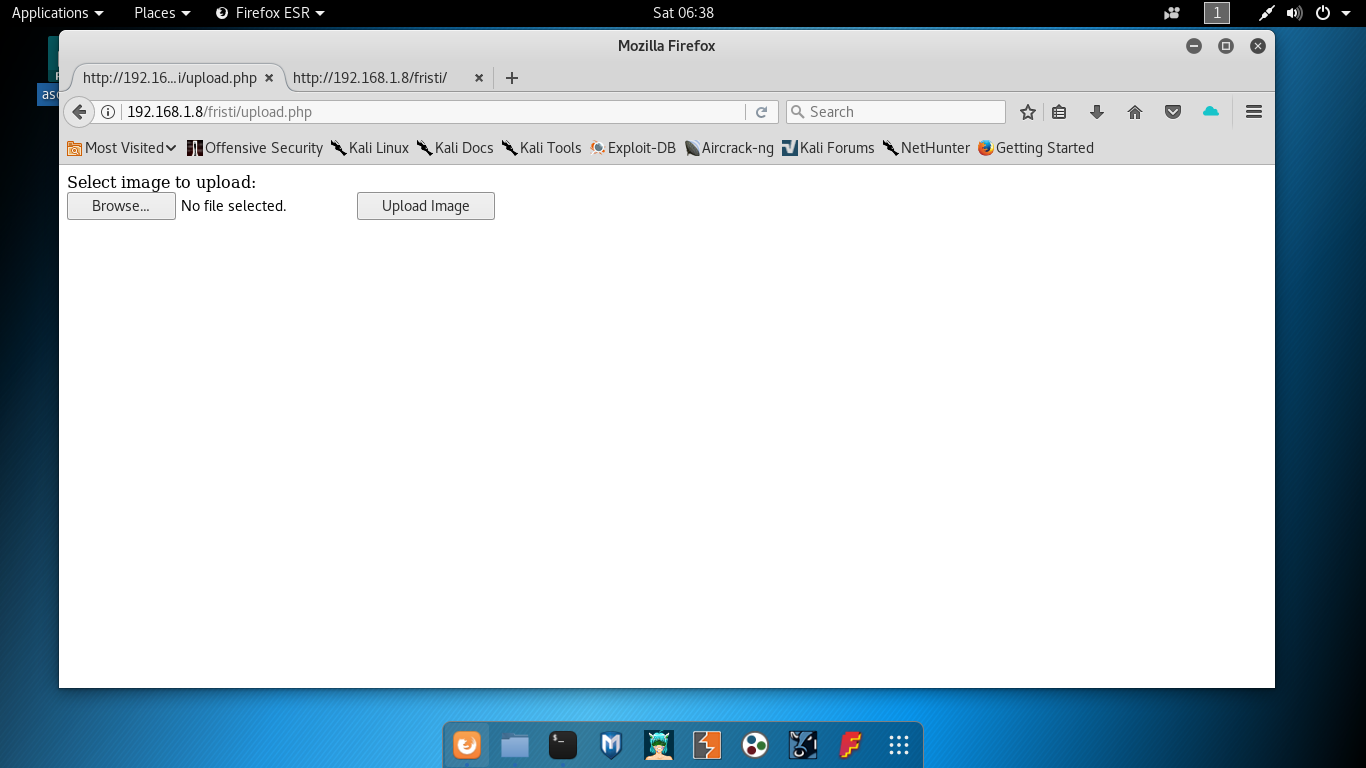 Applications Places Firefox ESR Sat 06:38 1
Mozilla Firefox
http://192.16...i/upload.php http://192.168.1.8/fristi/
192.168.1.8/fristi/upload.php Search
Most Visited Offensive Security Kali Linux Kali Docs Kali Tools Exploit-DB Aircrack-ng Kali Forums NetHunter Getting Started
Select image to upload:
Browse... No file selected. Upload Image